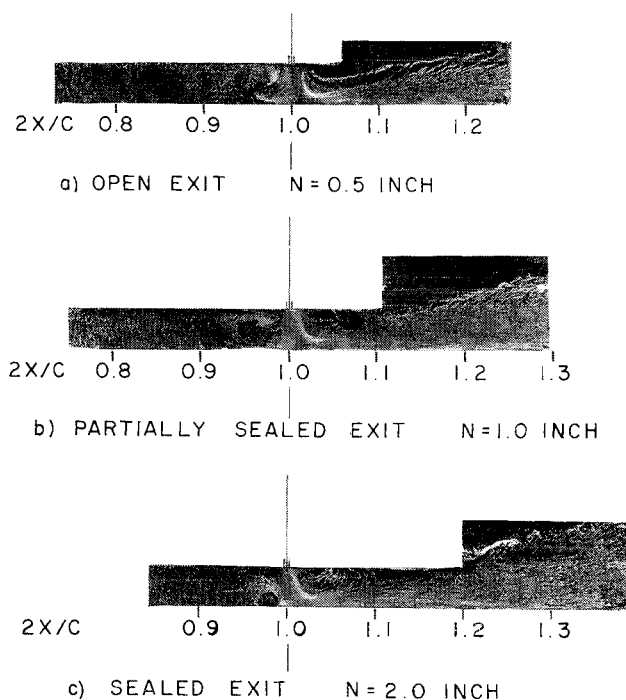 2X/C 0.8 0.9 1.0 1.1 1.2
a) OPEN EXIT N = 0.5 INCH
2X/C 0.8 0.9 1.0 1.1 1.2 1.3
b) PARTIALLY SEALED EXIT N = 1.0 INCH
2X/C 0.9 1.0 1.1 1.2 1.3
c) SEALED EXIT N = 2.0 INCH